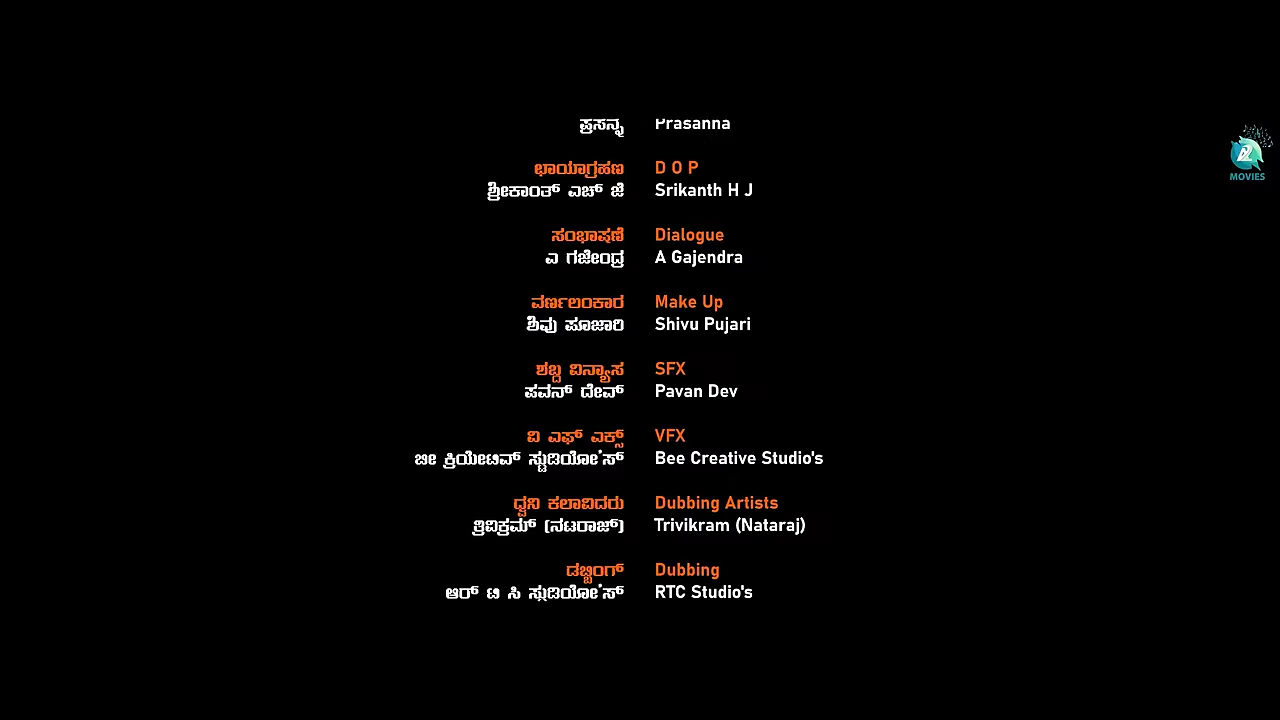 ಪ್ರಸನ್ನ Prasanna
ಛಾಯಾಗ್ರಹಣ D O P
ಶ್ರೀಕಾಂತ್ ಎಚ್ ಜೆ Srikanth H J
ಸಂಭಾಷಣೆ Dialogue
ಎ ಗಜೇಂದ್ರ A Gajendra
ವರ್ಣಲಂಕಾರ Make Up
ಶಿವು ಪೂಜಾರಿ Shivu Pujari
ಶಬ್ದ ವಿನ್ಯಾಸ SFX
ಪವನ್ ದೇವ್ Pavan Dev
ವಿ ಎಫ್ ಎಕ್ಸ್ VFX
ಬೀ ಕ್ರಿಯೇಟಿವ್ ಸ್ಟುಡಿಯೋ'ಸ್ Bee Creative Studio's
ಧ್ವನಿ ಕಲಾವಿದರು Dubbing Artists
ತ್ರಿವಿಕ್ರಮ್ (ನಟರಾಜ್) Trivikram (Nataraj)
ಡಬ್ಬಿಂಗ್ Dubbing
ಆರ್ ಟಿ ಸಿ ಸ್ಟುಡಿಯೋ'ಸ್ RTC Studio's
MOVIES